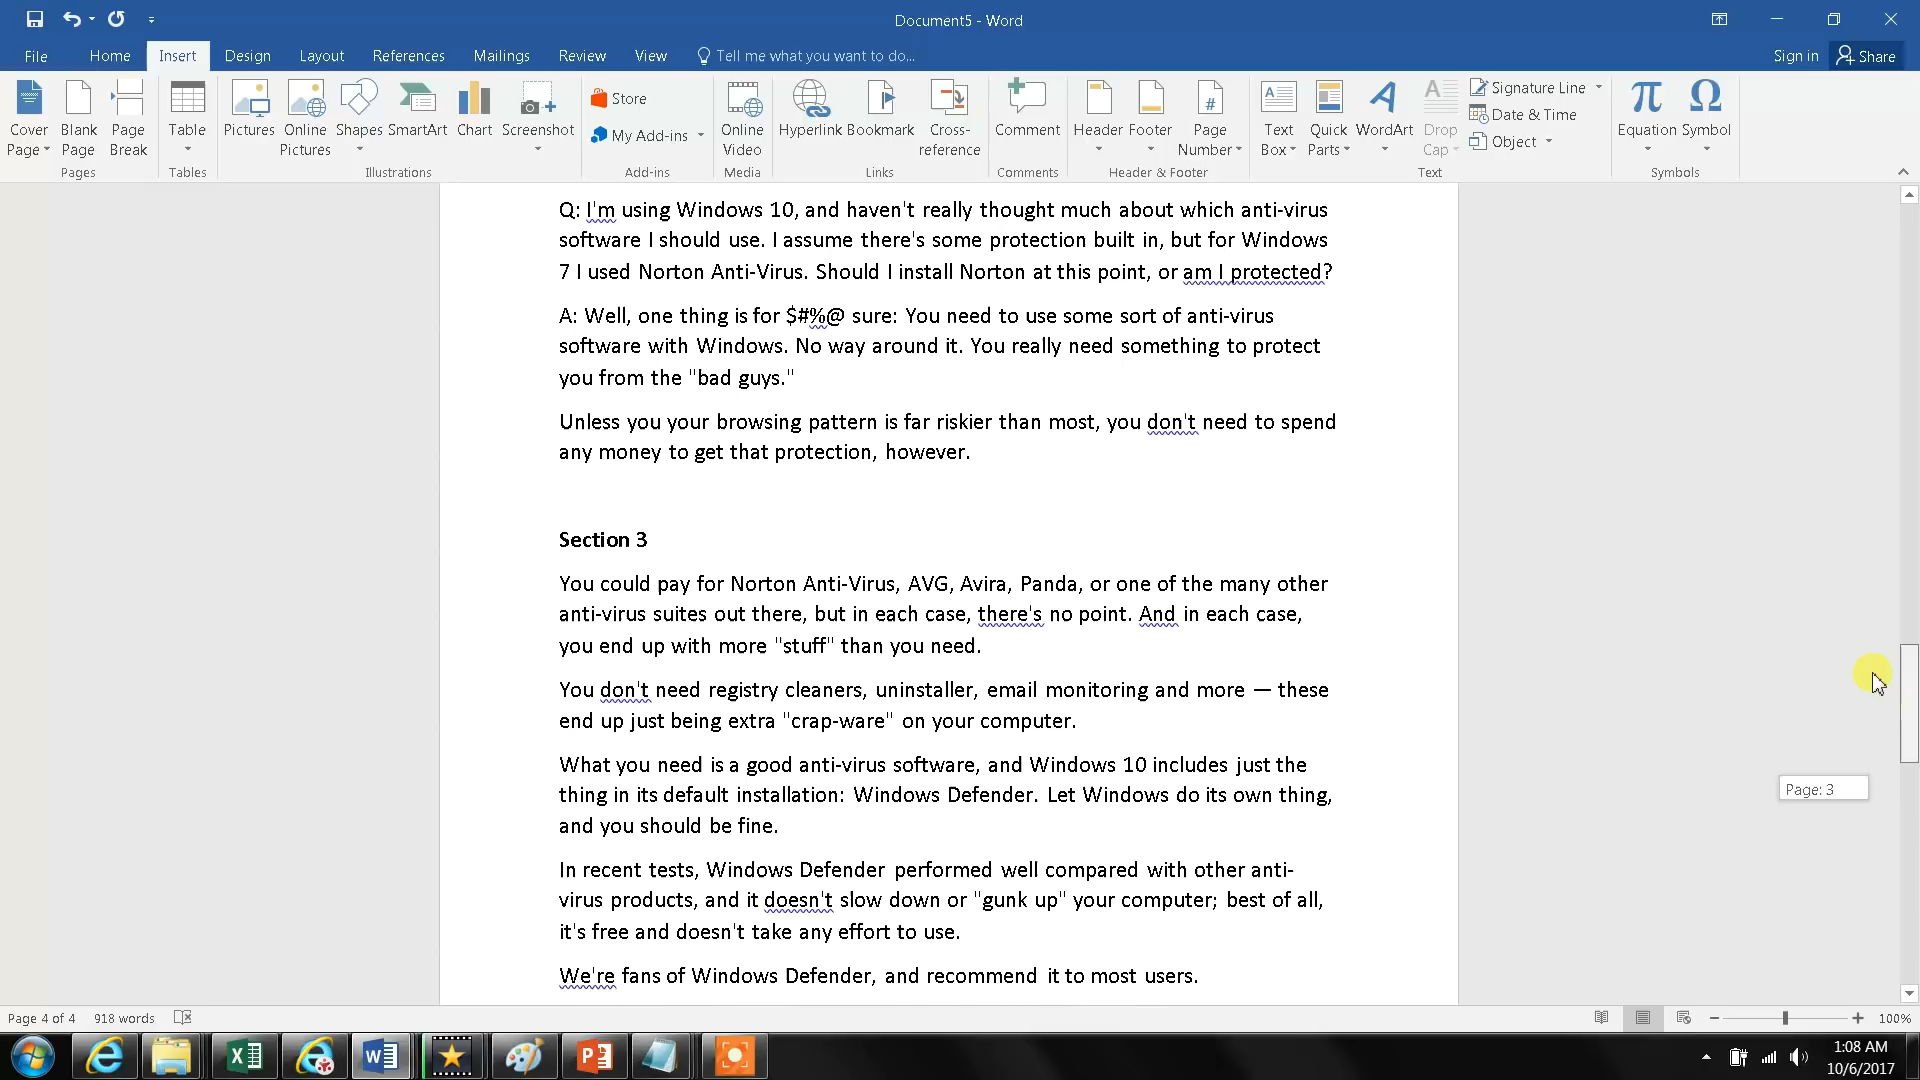 Document5 - Word
File Home Insert Design Layout References Mailings Review View Tell me what you want to do... Sign in Share
Cover Page
Blank Page
Page Break
Table
Pictures
Online Pictures
Shapes
SmartArt
Chart
Screenshot
Store
My Add-ins
Online Video
Hyperlink
Bookmark
Cross-reference
Comment
Header
Footer
Page Number
Text Box
Quick Parts
WordArt
Drop Cap
Signature Line
Date & Time
Object
Equation
Symbol
Pages Tables Illustrations Add-ins Media Links Comments Header & Footer Text Symbols
Q: I'm using Windows 10, and haven't really thought much about which anti-virus
software I should use. I assume there's some protection built in, but for Windows
7 I used Norton Anti-Virus. Should I install Norton at this point, or am I protected?
A: Well, one thing is for $#%@ sure: You need to use some sort of anti-virus
software with Windows. No way around it. You really need something to protect
you from the "bad guys."
Unless you your browsing pattern is far riskier than most, you don't need to spend
any money to get that protection, however.
Section 3
You could pay for Norton Anti-Virus, AVG, Avira, Panda, or one of the many other
anti-virus suites out there, but in each case, there's no point. And in each case,
you end up with more "stuff" than you need.
You don't need registry cleaners, uninstaller, email monitoring and more — these
end up just being extra "crap-ware" on your computer.
What you need is a good anti-virus software, and Windows 10 includes just the
thing in its default installation: Windows Defender. Let Windows do its own thing,
and you should be fine.
In recent tests, Windows Defender performed well compared with other anti-
virus products, and it doesn't slow down or "gunk up" your computer; best of all,
it's free and doesn't take any effort to use.
We're fans of Windows Defender, and recommend it to most users.
Page: 3
Page 4 of 4 918 words 100%
1:08 AM
10/6/2017